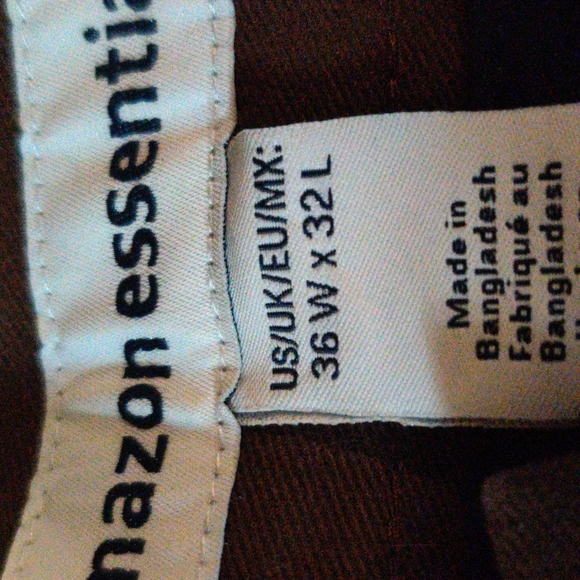 mazon essentia
US/UK/EU/MX:
36 W x 32 L
Made in
Bangladesh
Fabriqué au
Bangladesh